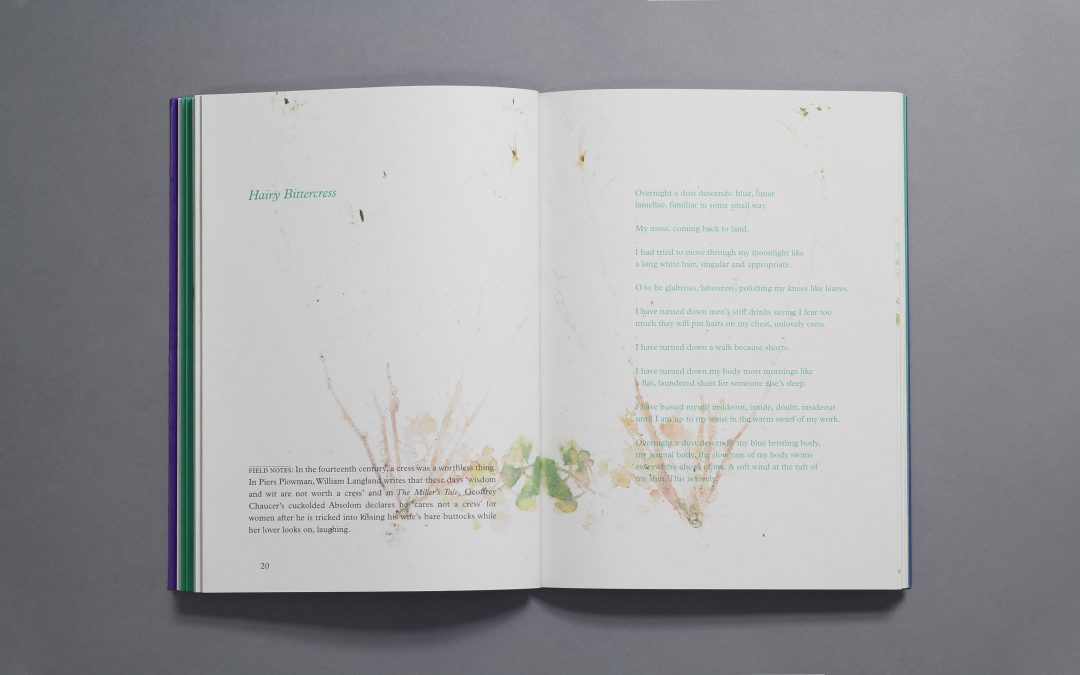 Hairy Bittercress
FIELD NOTES: In the fourteenth century, a cress was a worthless thing.
In Piers Plowman, William Langland writes that these days ‘wisdom
and wit are not worth a cress’ and in The Miller’s Tale, Geoffrey
Chaucer’s cuckolded Absolom declares he ‘cares not a cress’ for
women after he is tricked into kissing his wife’s bare buttocks while
her lover looks on, laughing.
20
Overnight a dust descends: blue, lunar
lamellae, familiar in some small way.
My moss, coming back to land.
I had tried to move through my moonlight like
a long white hair, singular and appropriate.
O to be glabrous, labouress, polishing my knees like leaves.
I have turned down men’s stiff drinks saying I fear too
much they will put hairs on my chest, unlovely cress.
I have turned down a walk because shorts.
I have turned down my body most mornings like
a flat, laundered sheet for someone else’s sleep.
I have busied myself insideout, inside, doubt, insideout
until I am up to my waist in the warm swarf of my work.
Overnight a dust descends: my blue bristling body,
my animal body, the slow rain of my body swims
everywhere ahead of me. A soft wind at the tuft of
my chin. This is lovely.